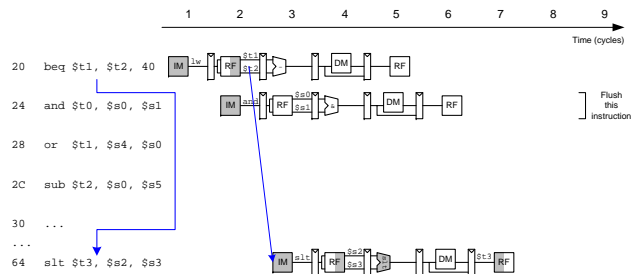 1 2 3 4 5 6 7 8 9
Time (cycles)
20 beq $t1, $t2, 40 IM lw RF $t1 $t2 - DM RF
24 and $t0, $s0, $s1 IM and RF $s0 $s1 & DM RF
Flush this instruction
28 or $t1, $s4, $s0
2C sub $t2, $s0, $s5
30 ...
...
64 slt $t3, $s2, $s3 IM slt RF $s2 $s3 slt DM $t3 RF